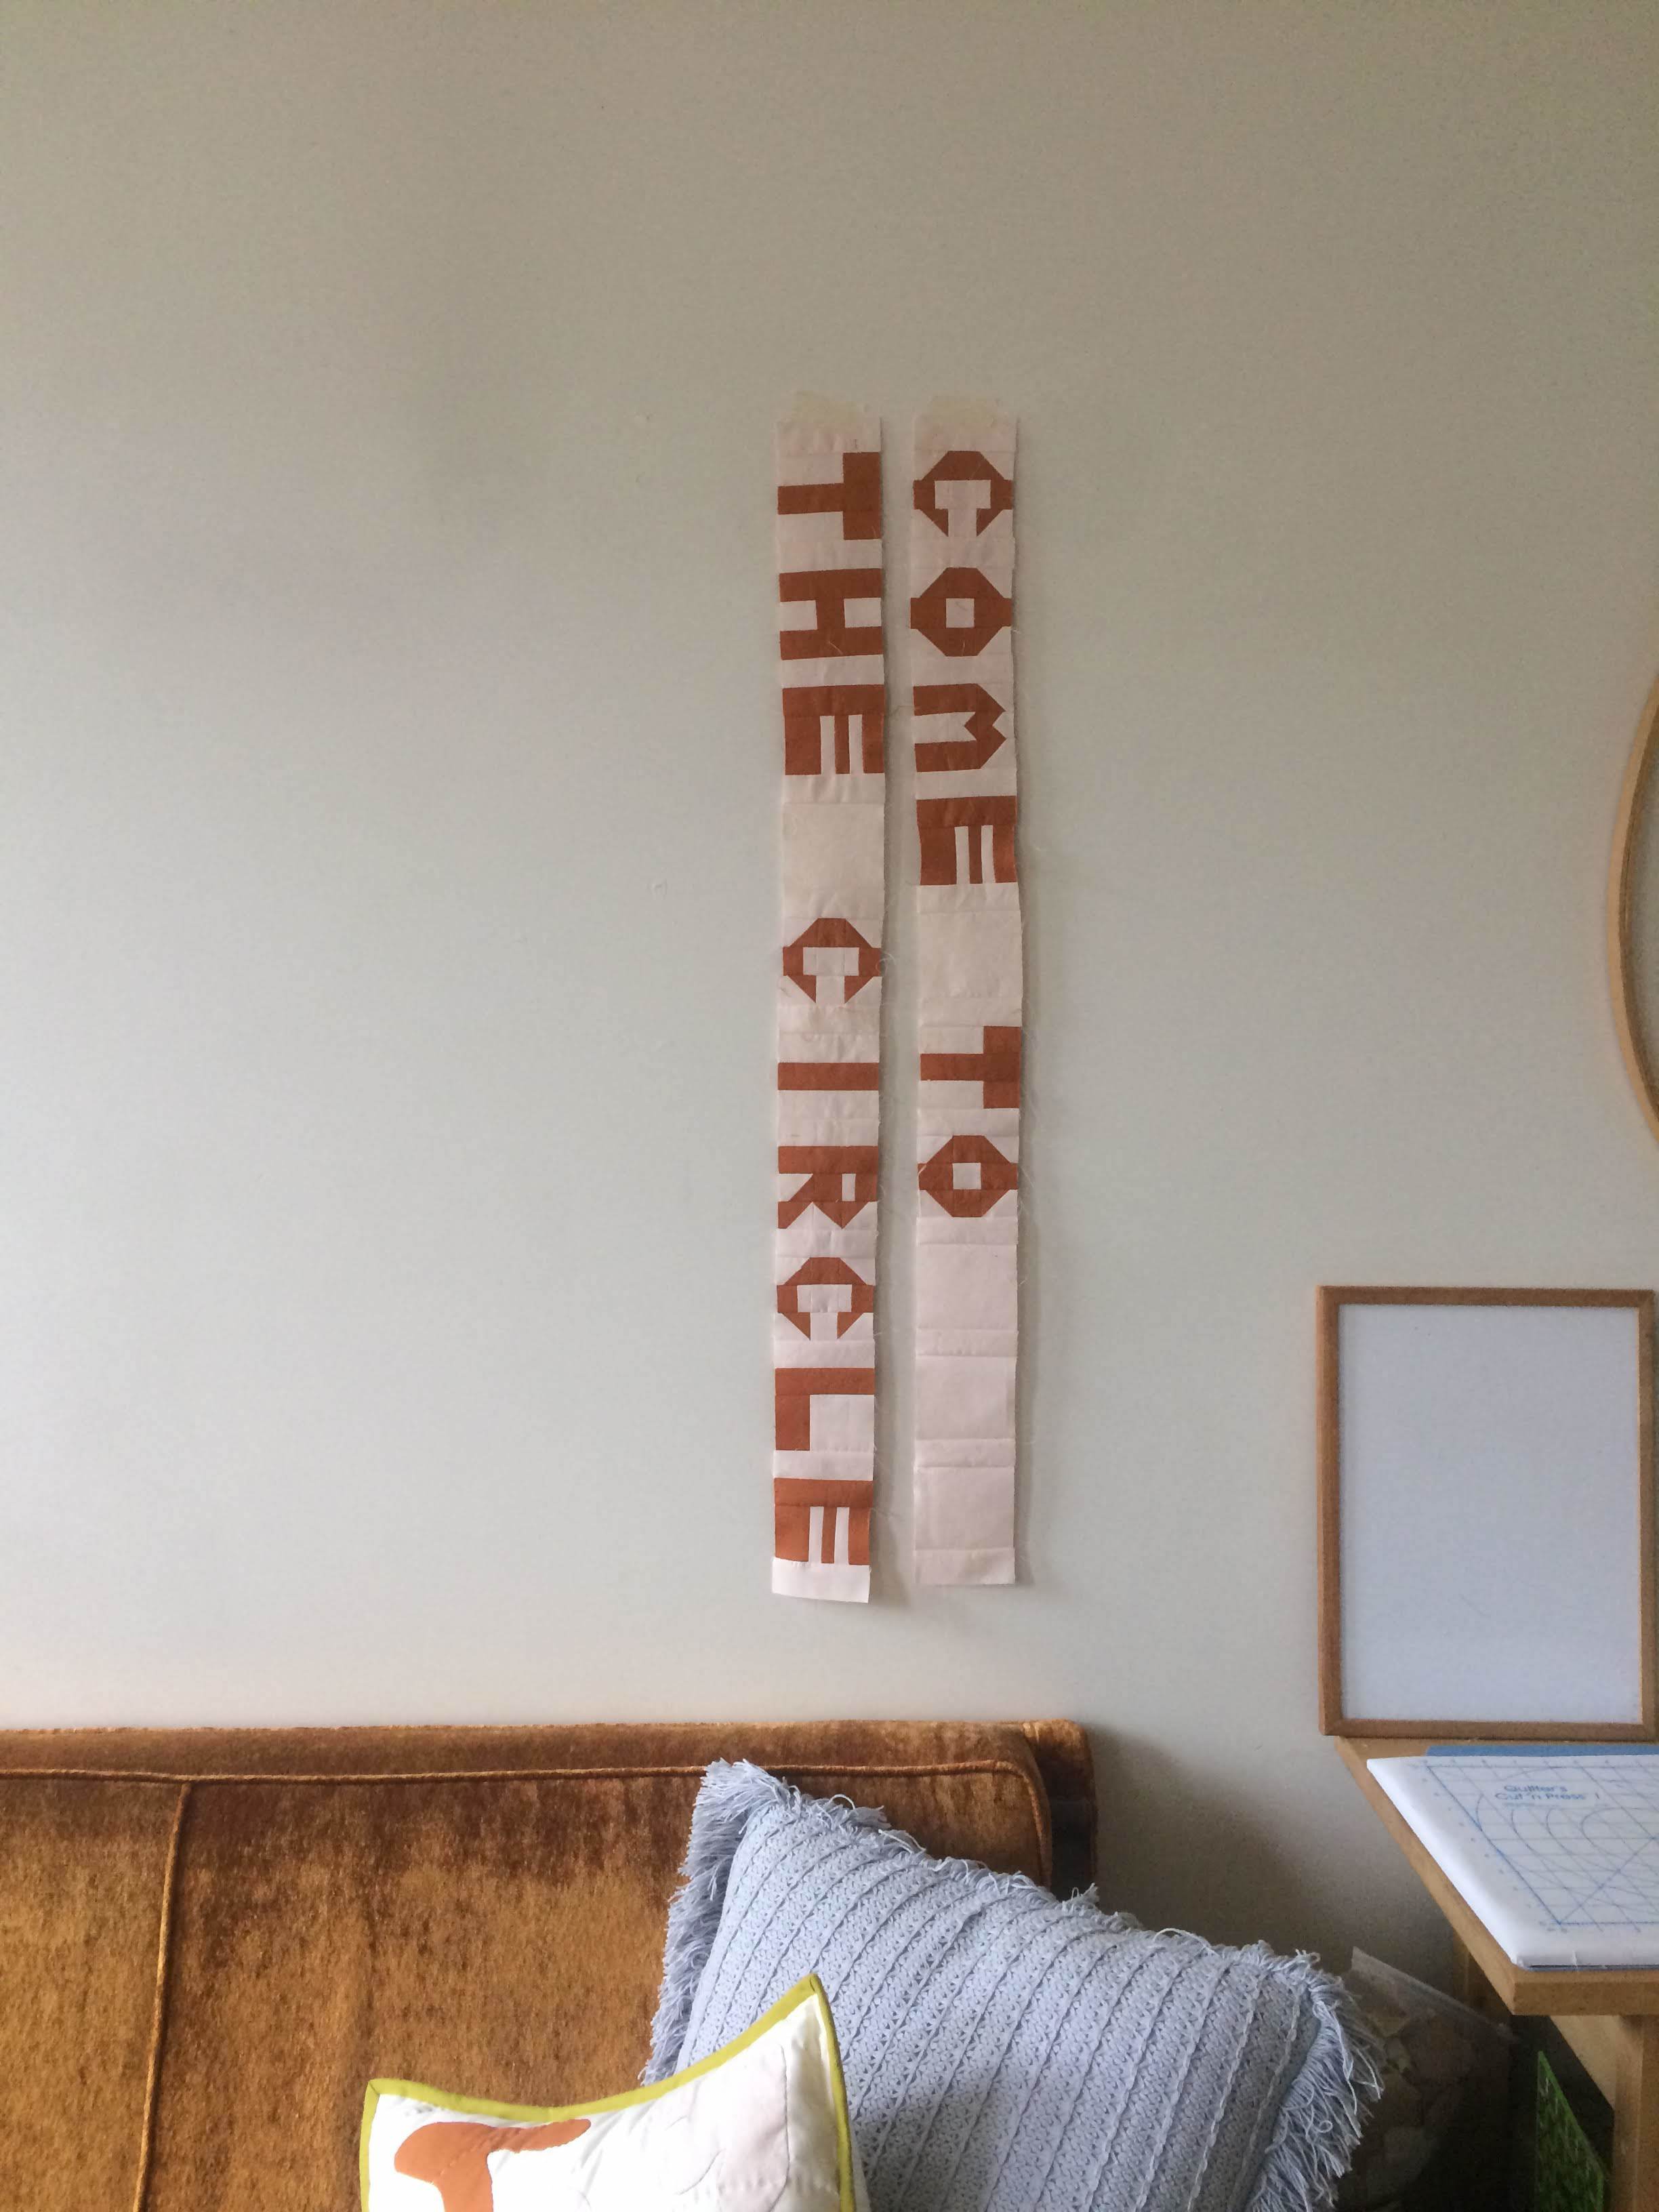 COME TO
THE CIRCLE
Quilter's
Cut 'n Press I